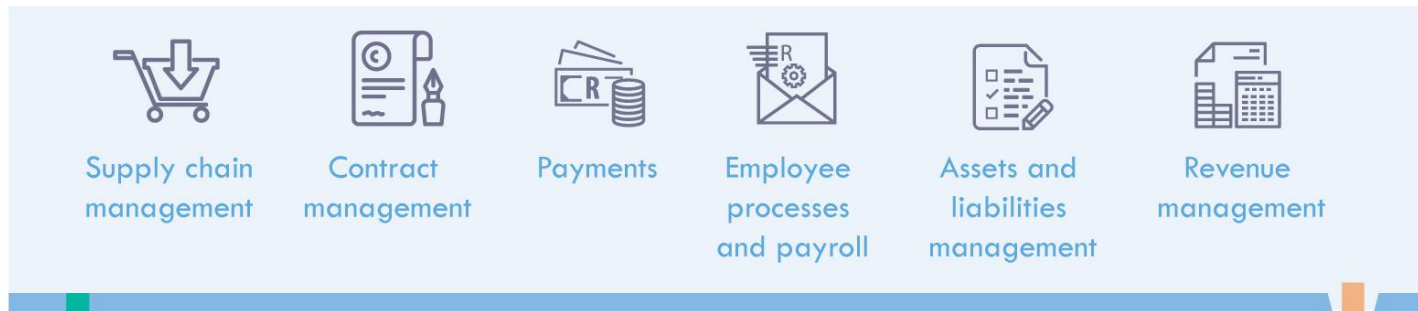 Supply chain
management
Contract
management
Payments
Employee
processes
and payroll
Assets and
liabilities
management
Revenue
management
C
R
R